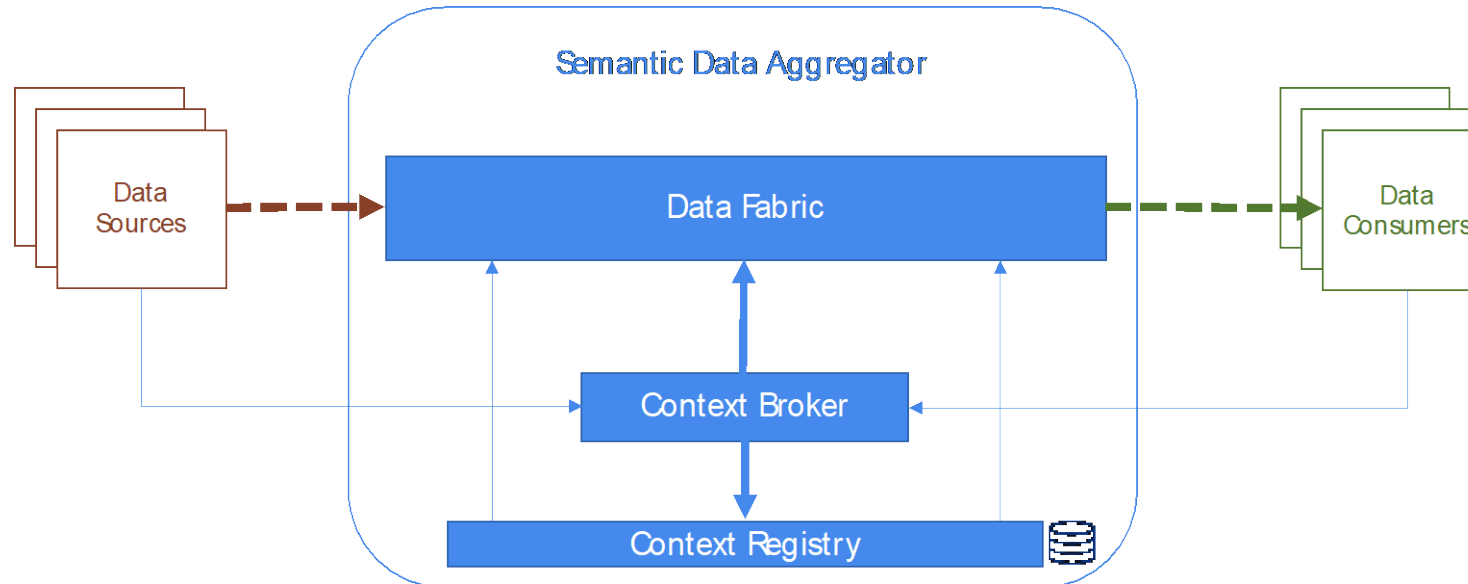 Semantic Data Aggregator
Data
Sources
Data Fabric
Data
Consumers
Context Broker
Context Registry